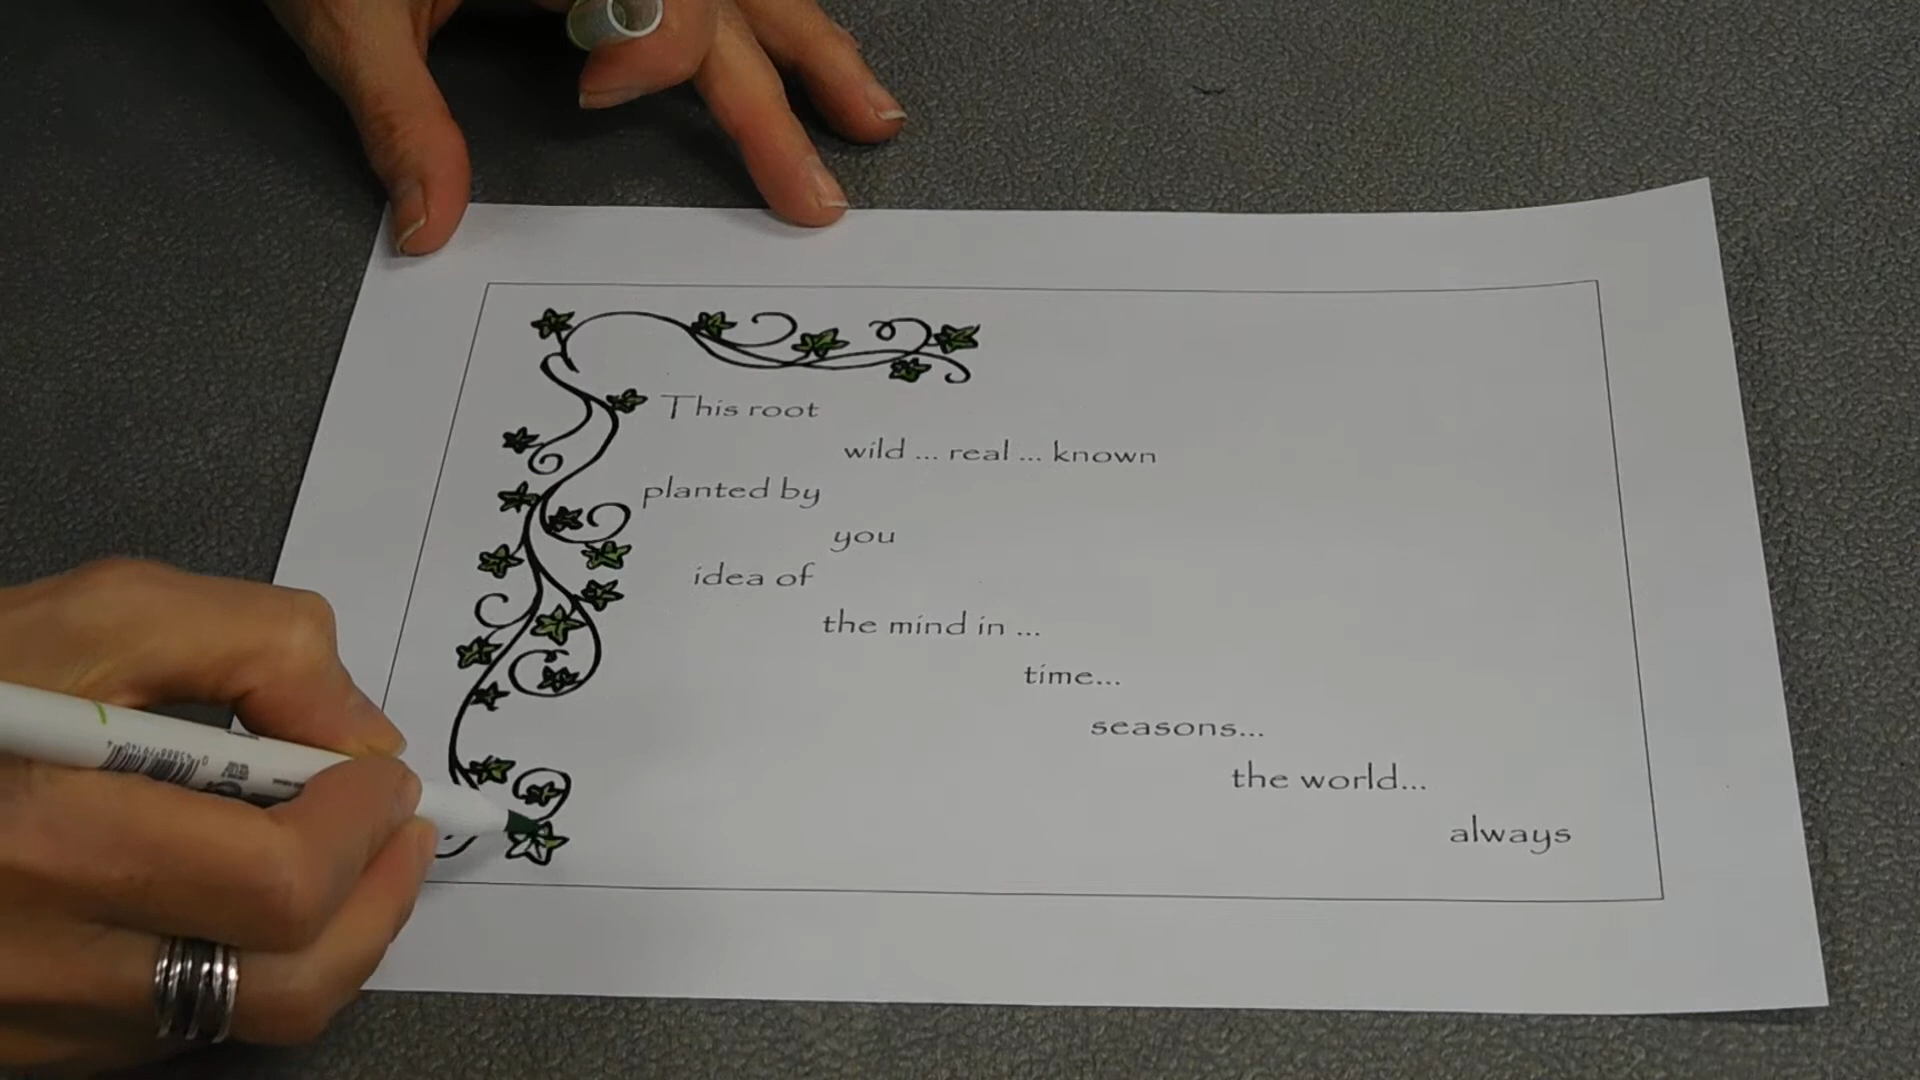 This root
wild ... real ... known
planted by
you
idea of
the mind in ...
time...
seasons...
the world...
always